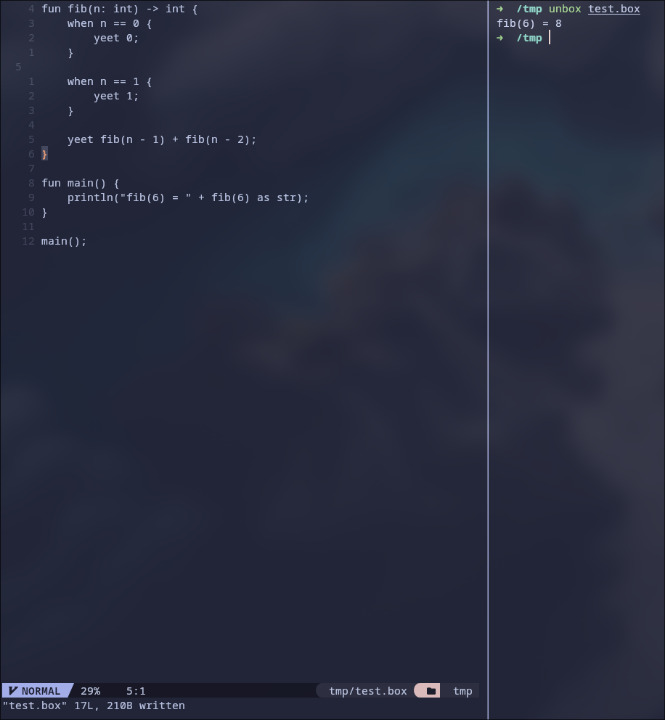 4 fun fib(n: int) -> int {
3     when n == 0 {
2         yeet 0;
1     }
5
1     when n == 1 {
2         yeet 1;
3     }
4
5     yeet fib(n - 1) + fib(n - 2);
6 }
7
8 fun main() {
9     println("fib(6) = " + fib(6) as str);
10 }
11
12 main();
NORMAL 29% 5:1 tmp/test.box tmp
"test.box" 17L, 210B written
➜ /tmp unbox test.box
fib(6) = 8
➜ /tmp